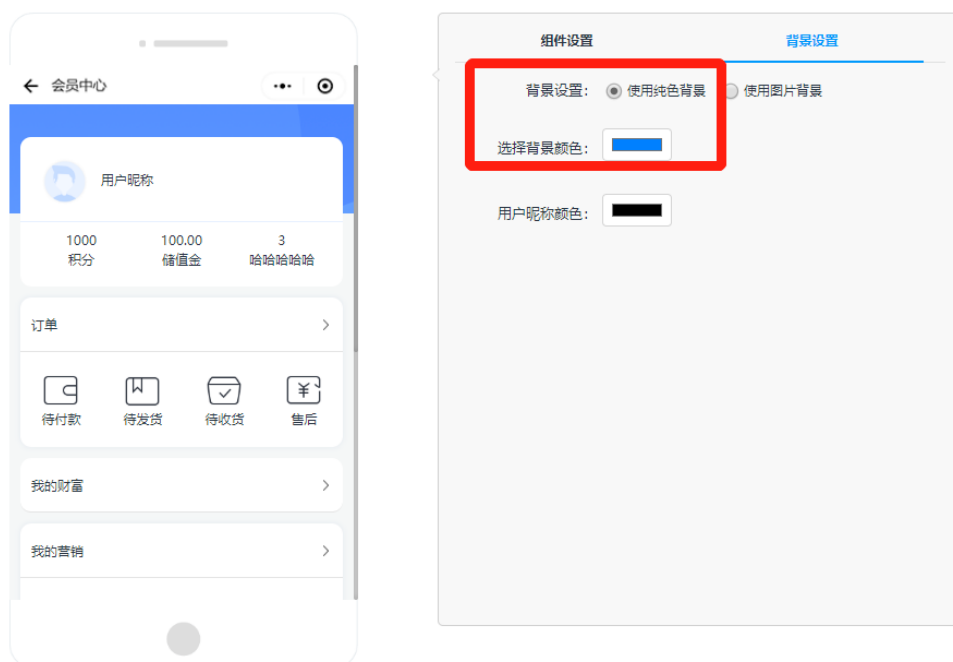 会员中心
用户昵称
1000 100.00 3
积分 储值金 哈哈哈哈哈
订单
待付款 待发货 待收货 售后
我的财富
我的营销
组件设置 背景设置
背景设置： 使用纯色背景 使用图片背景
选择背景颜色：
用户昵称颜色：